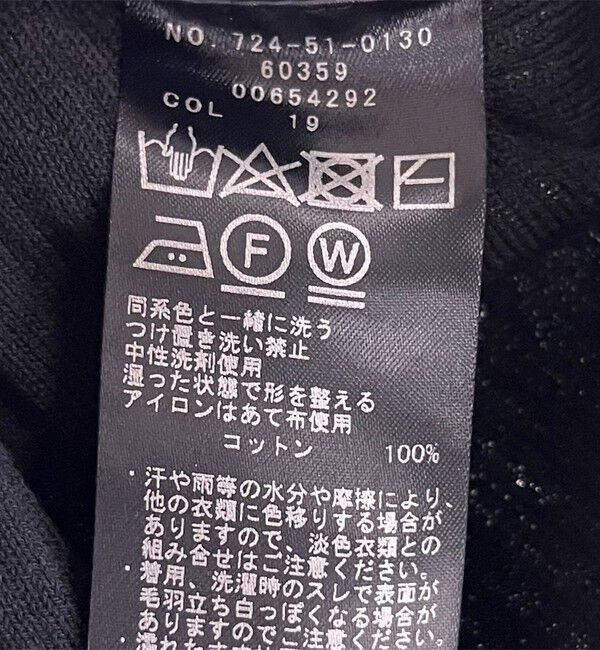 NO. 724-51-0130
60359
00654292
COL 19
F W
同系色と一緒に洗う
つけ置き洗い禁止
中性洗剤使用
湿った状態で形を整える
アイロンはあて布使用
コットン 100%
・汗や雨等の水分や摩擦により、
他の衣類に色移りする場合が
ありますので、淡色衣類との
組み合せはご注意ください。
・着用、洗濯時のスレで表面が
毛羽立ち白っぽくなる場合が
ありますのでご注意ください。